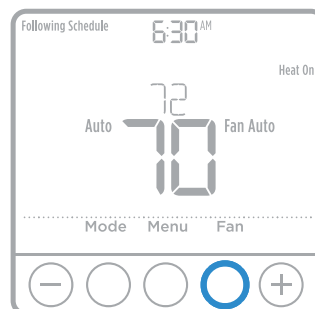 Following Schedule 6:30 AM
Heat On
72
Auto 70 Fan Auto
Mode Menu Fan
− +